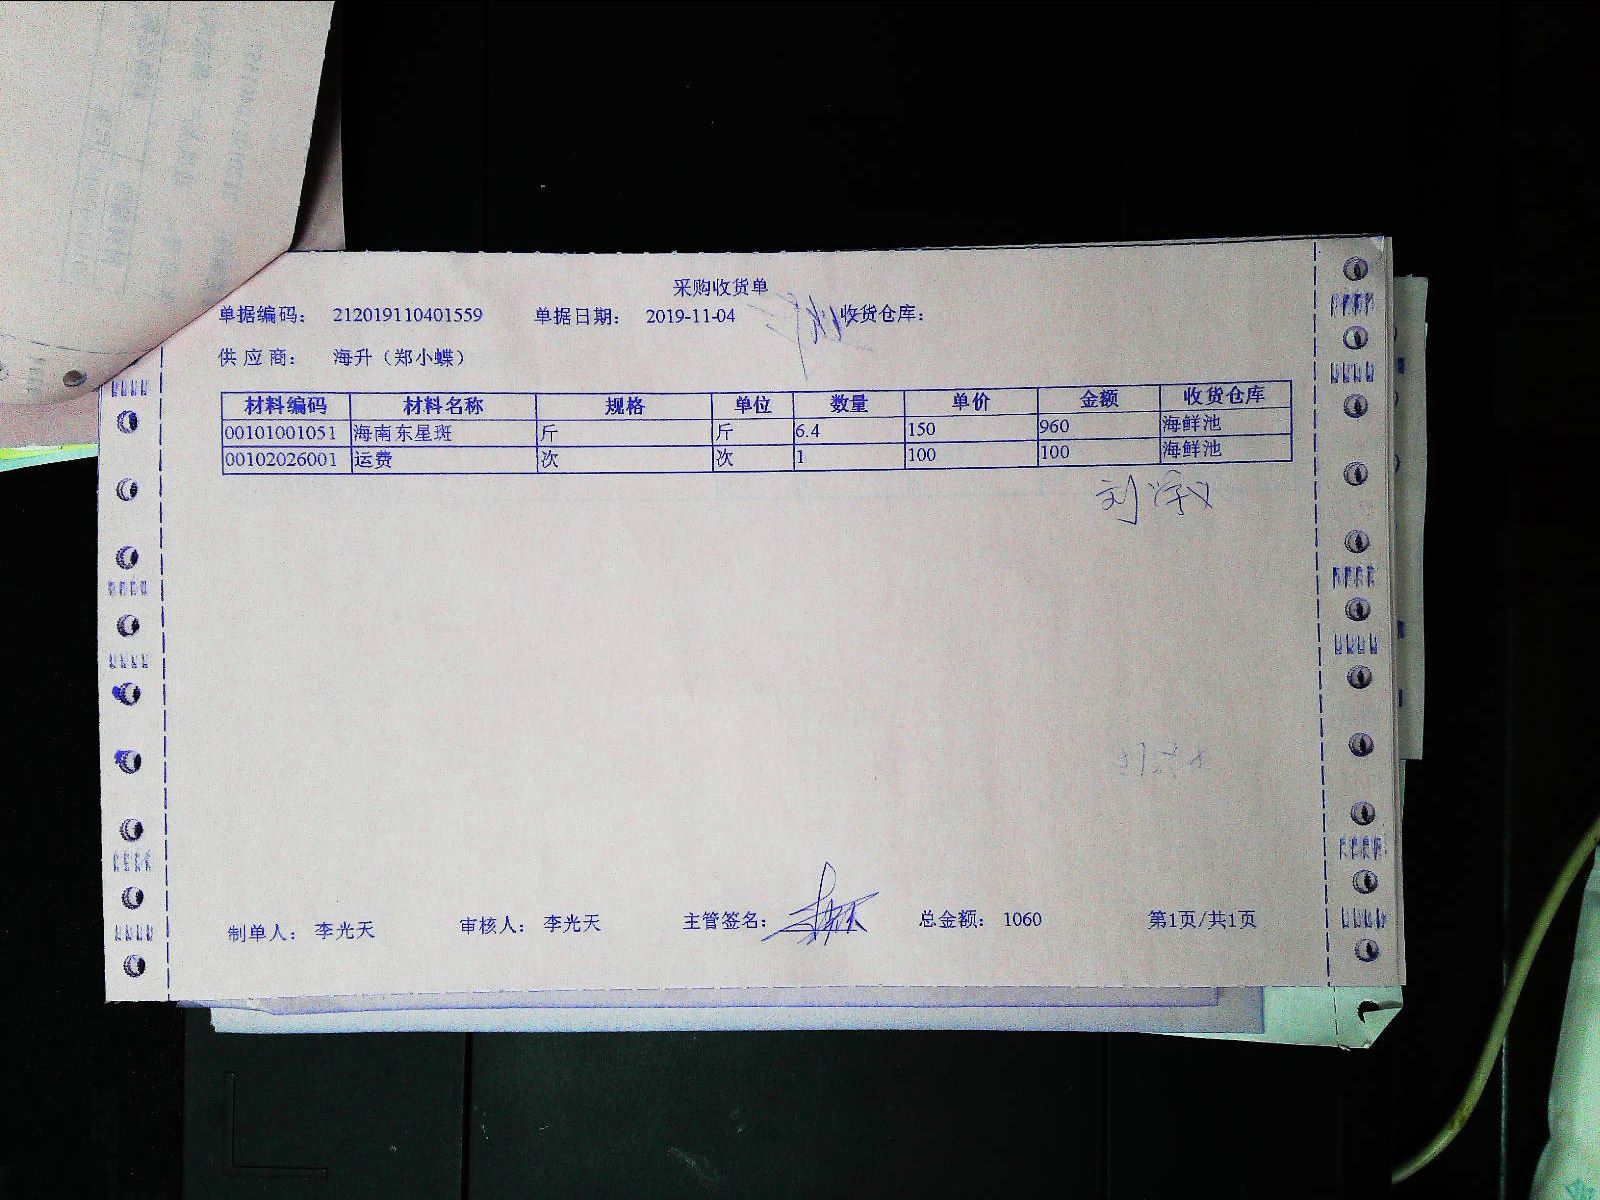 采购收货单
单据编码： 212019110401559 单据日期： 2019-11-04 收货仓库：
供应商： 海升（郑小蝶）
材料编码 材料名称 规格 单位 数量 单价 金额 收货仓库
00101001051 海南东星斑 斤 斤 6.4 150 960 海鲜池
00102026001 运费 次 次 1 100 100 海鲜池
制单人： 李光天 审核人： 李光天 主管签名： 总金额： 1060 第1页/共1页